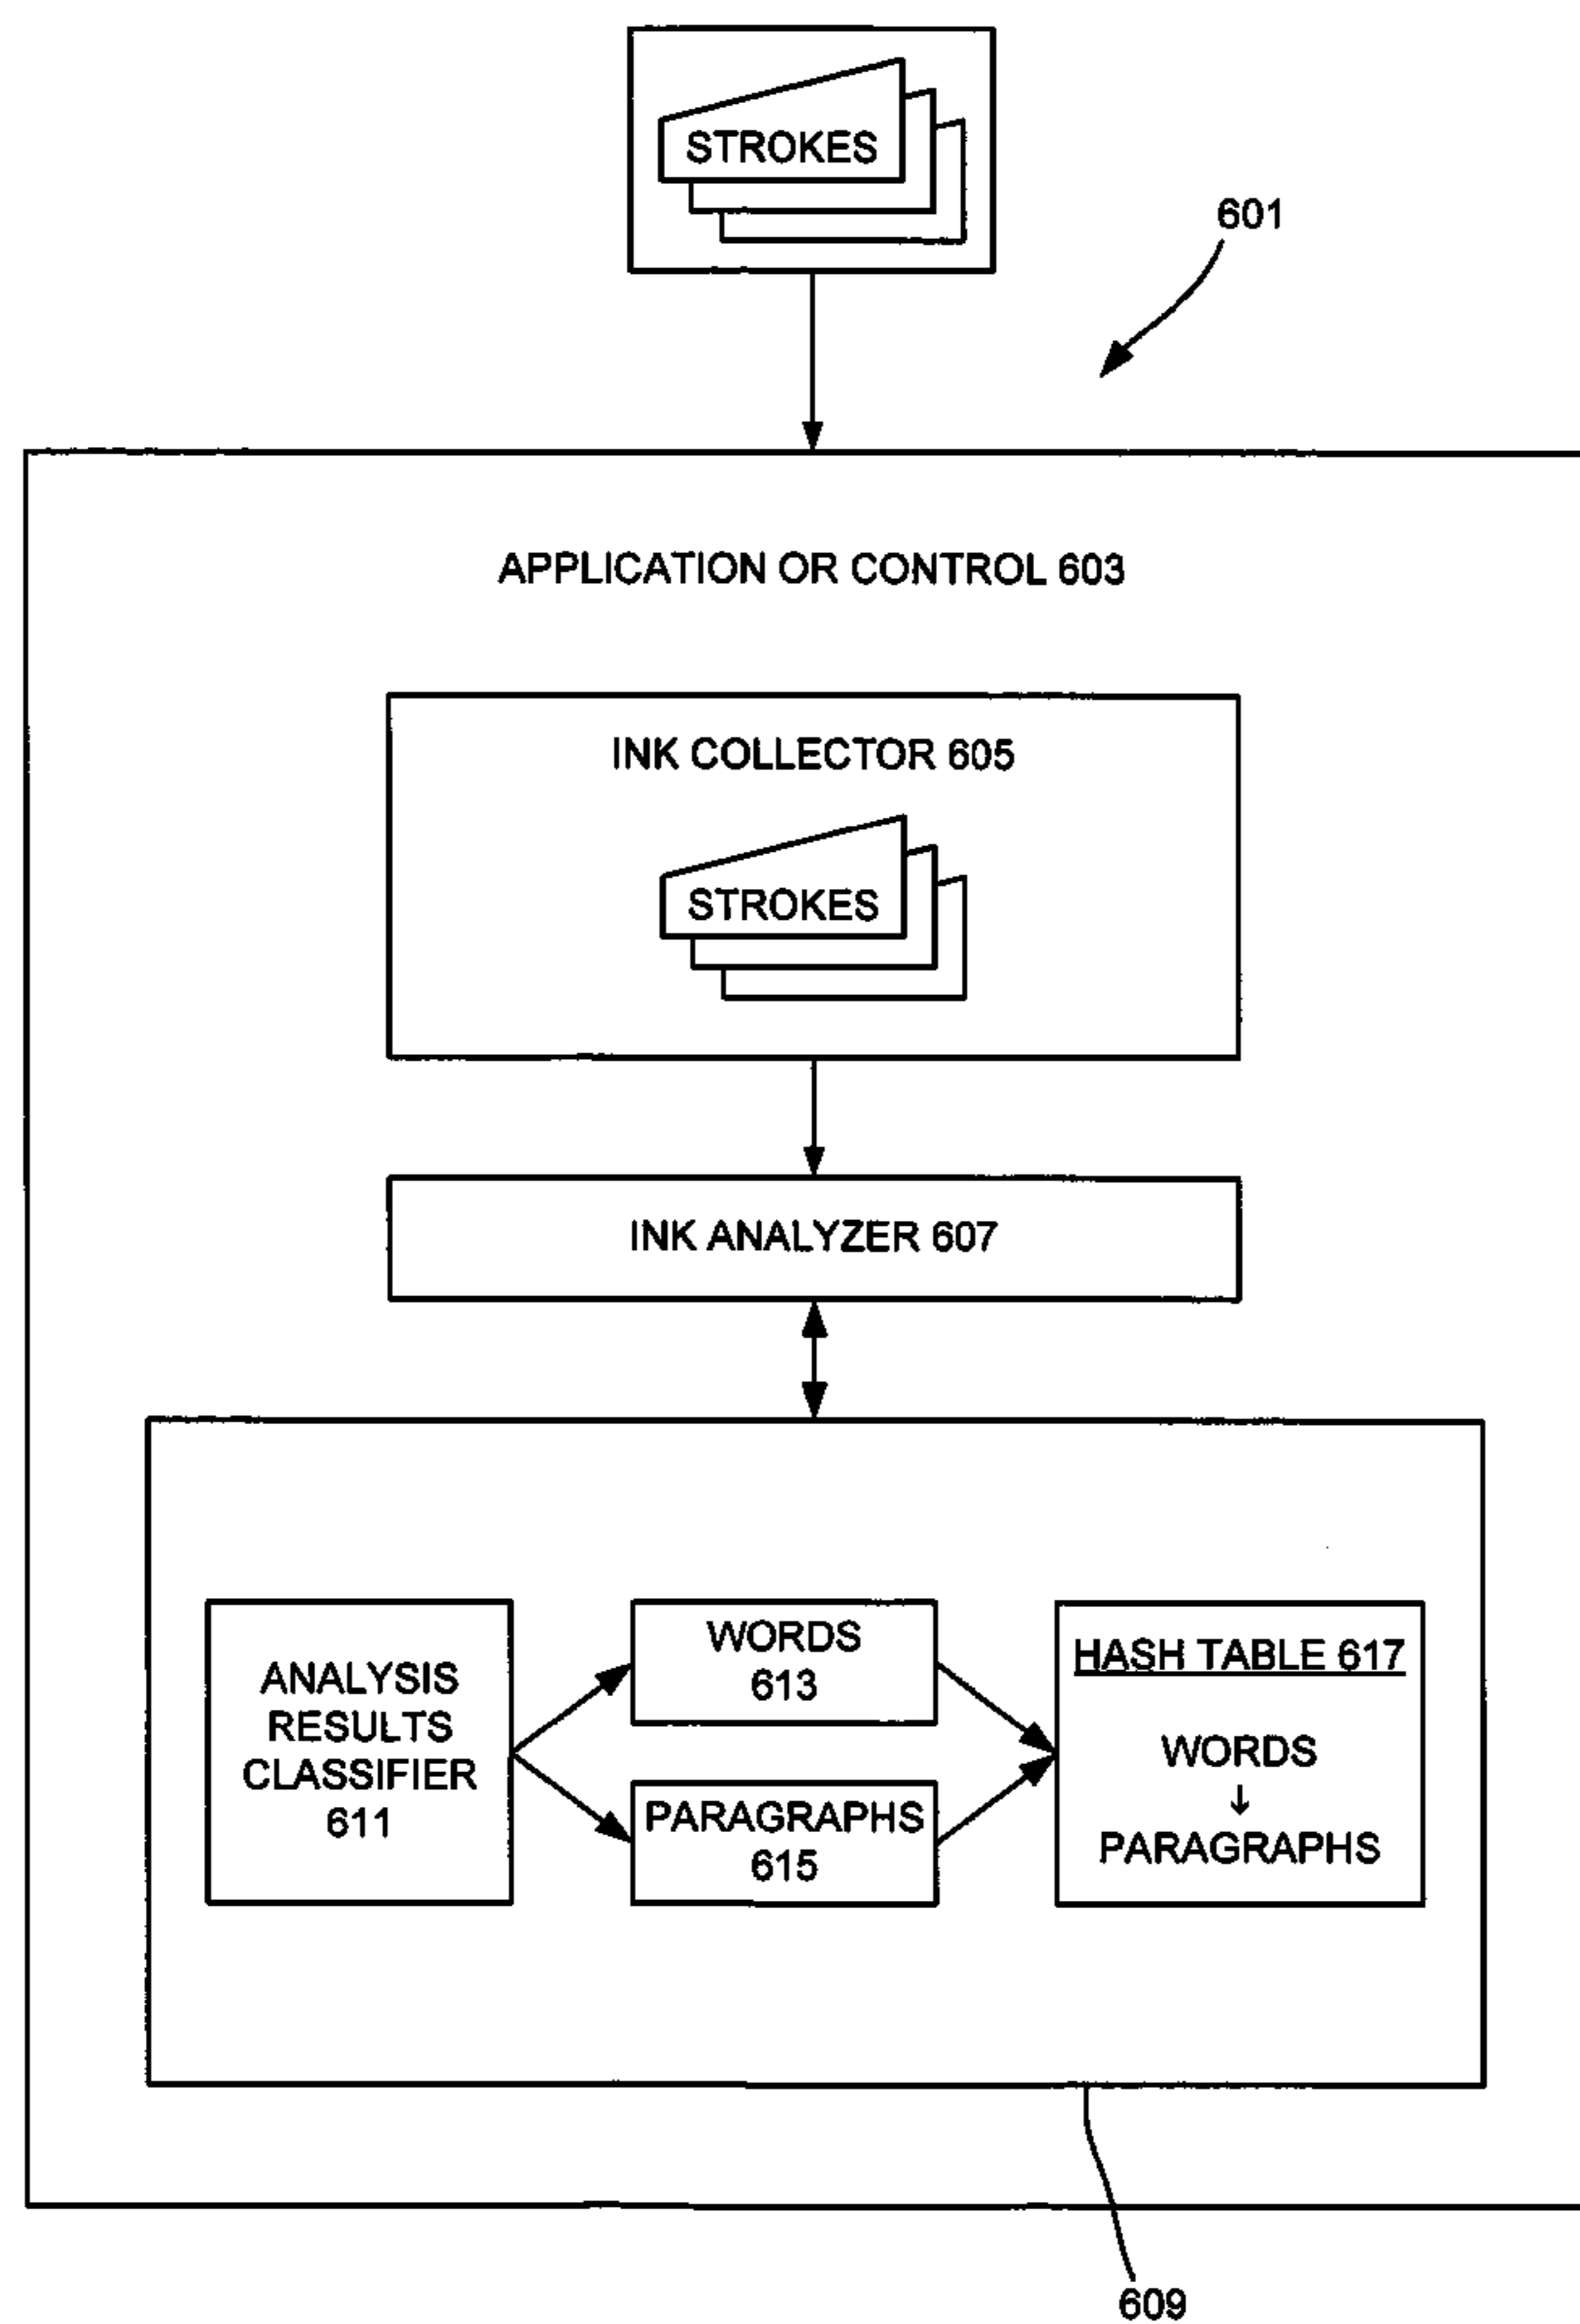 STROKES
601
APPLICATION OR CONTROL 603
INK COLLECTOR 605
STROKES
INK ANALYZER 607
ANALYSIS
RESULTS
CLASSIFIER
611
WORDS
613
PARAGRAPHS
615
HASH TABLE 617
WORDS
↓
PARAGRAPHS
609